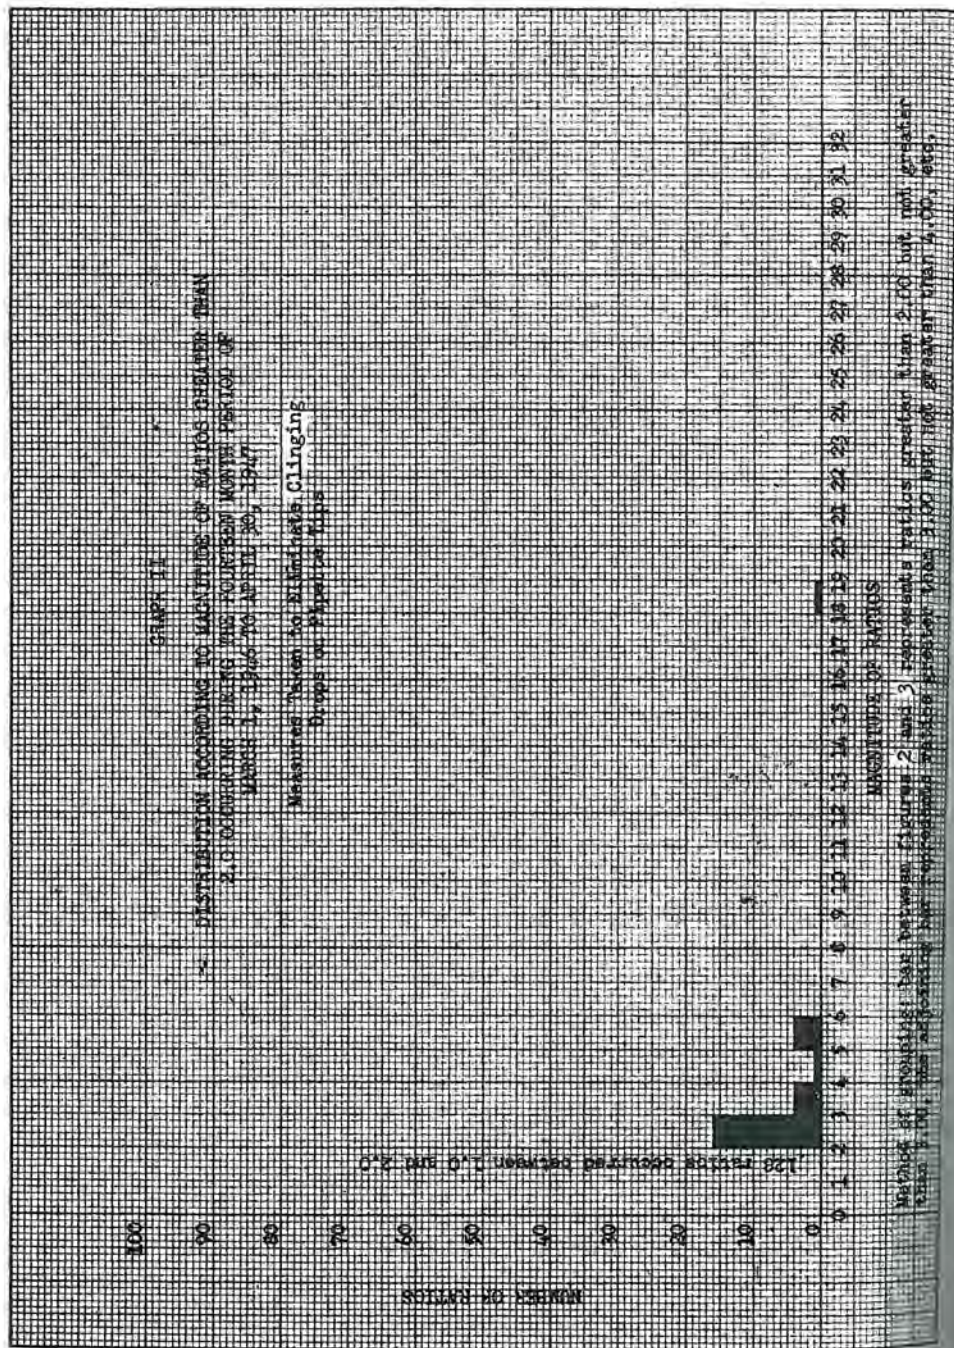 GRAPH II
DISTRIBUTION ACCORDING TO MAGNITUDE OF RATIOS GREATER THAN
2.0 OCCURRING DURING THE FOURTEEN MONTH PERIOD OF
MARCH 1, 1946 TO APRIL 30, 1947
Measures Taken to Eliminate Clinging
Drops on Pipette Tips
NUMBER OF RATIOS
100
90
80
70
60
50
40
30
20
10
0
128 ratios occurred between 1.0 and 2.0
0 1 2 3 4 5 6 7 8 9 10 11 12 13 14 15 16 17 18 19 20 21 22 23 24 25 26 27 28 29 30 31 32
MAGNITUDE OF RATIOS
Method of grouping: bar between figures 2 and 3 represents ratios greater than 2.00 but not greater
than 3.00, the adjoining bar represents ratios greater than 3.00 but not greater than 4.00, etc.